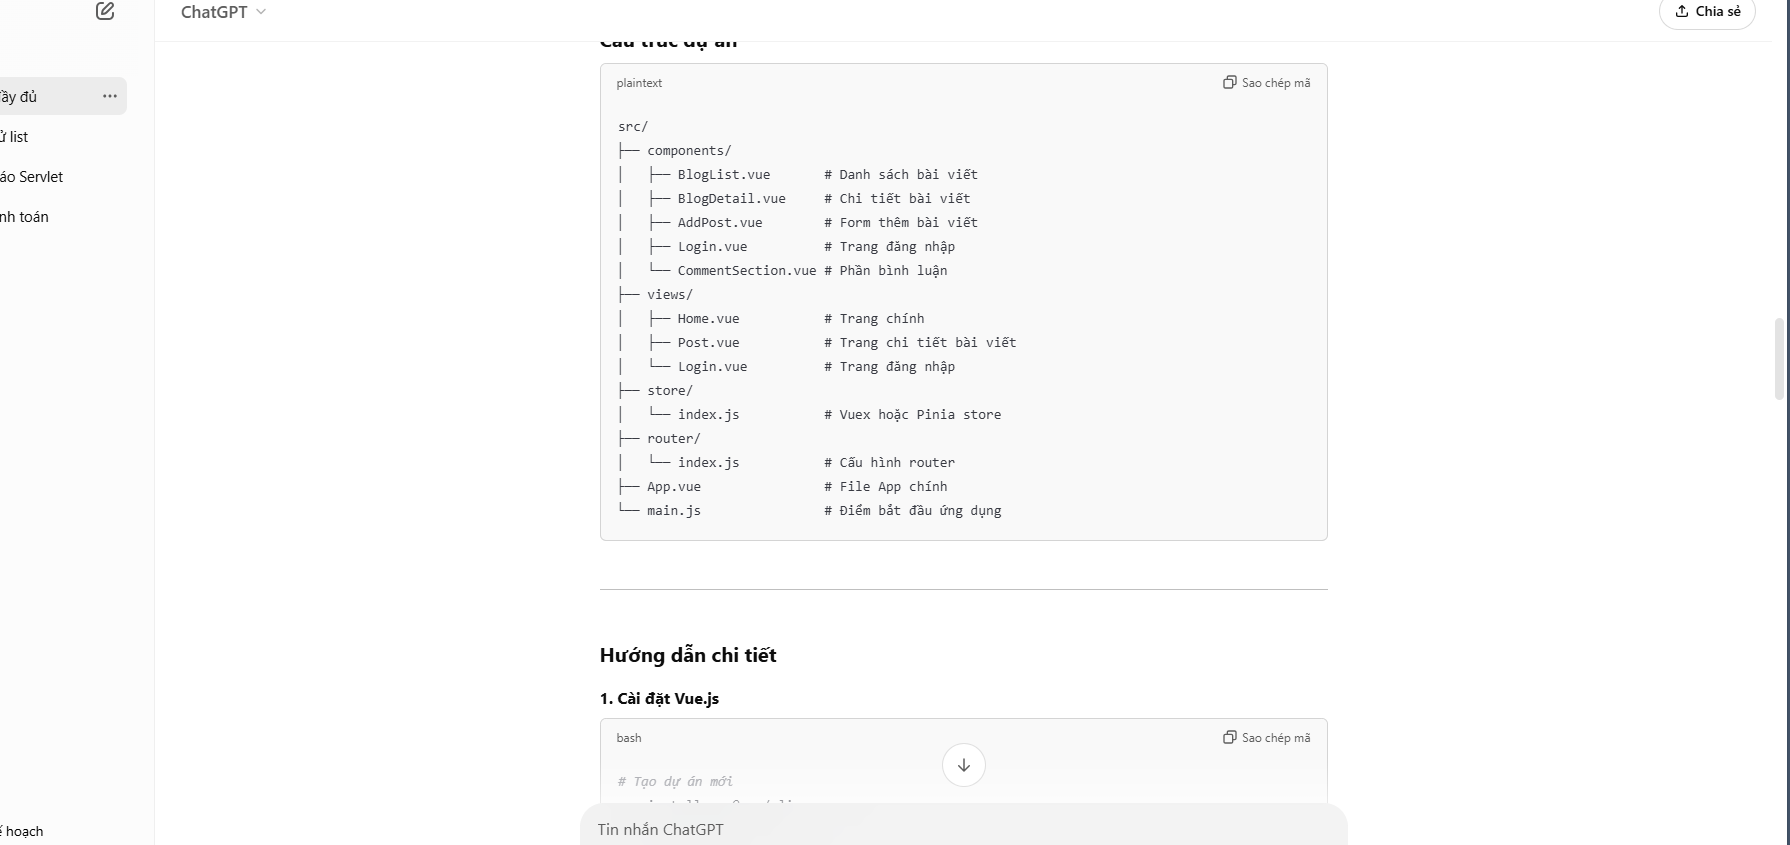 ChatGPT
Chia sẻ
đầy đủ
list
áo Servlet
nh toán
hoạch
Cấu trúc dự án
plaintext
Sao chép mã
src/
├── components/
│   ├── BlogList.vue       # Danh sách bài viết
│   ├── BlogDetail.vue     # Chi tiết bài viết
│   ├── AddPost.vue        # Form thêm bài viết
│   ├── Login.vue          # Trang đăng nhập
│   └── CommentSection.vue # Phần bình luận
├── views/
│   ├── Home.vue           # Trang chính
│   ├── Post.vue           # Trang chi tiết bài viết
│   └── Login.vue          # Trang đăng nhập
├── store/
│   └── index.js           # Vuex hoặc Pinia store
├── router/
│   └── index.js           # Cấu hình router
├── App.vue                # File App chính
└── main.js                # Điểm bắt đầu ứng dụng
Hướng dẫn chi tiết
1. Cài đặt Vue.js
bash
Sao chép mã
# Tạo dự án mới
Tin nhắn ChatGPT